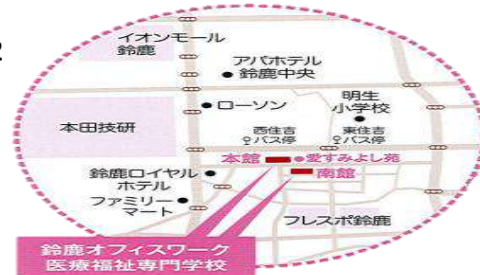 イオンモール
鈴鹿
アパホテル
鈴鹿中央
ローソン
明生
小学校
本田技研
西住吉
バス停
東住吉
バス停
本館
愛すみよし苑
南館
鈴鹿ロイヤル
ホテル
ファミリー
マート
フレスポ鈴鹿
鈴鹿オフィスワーク
医療福祉専門学校